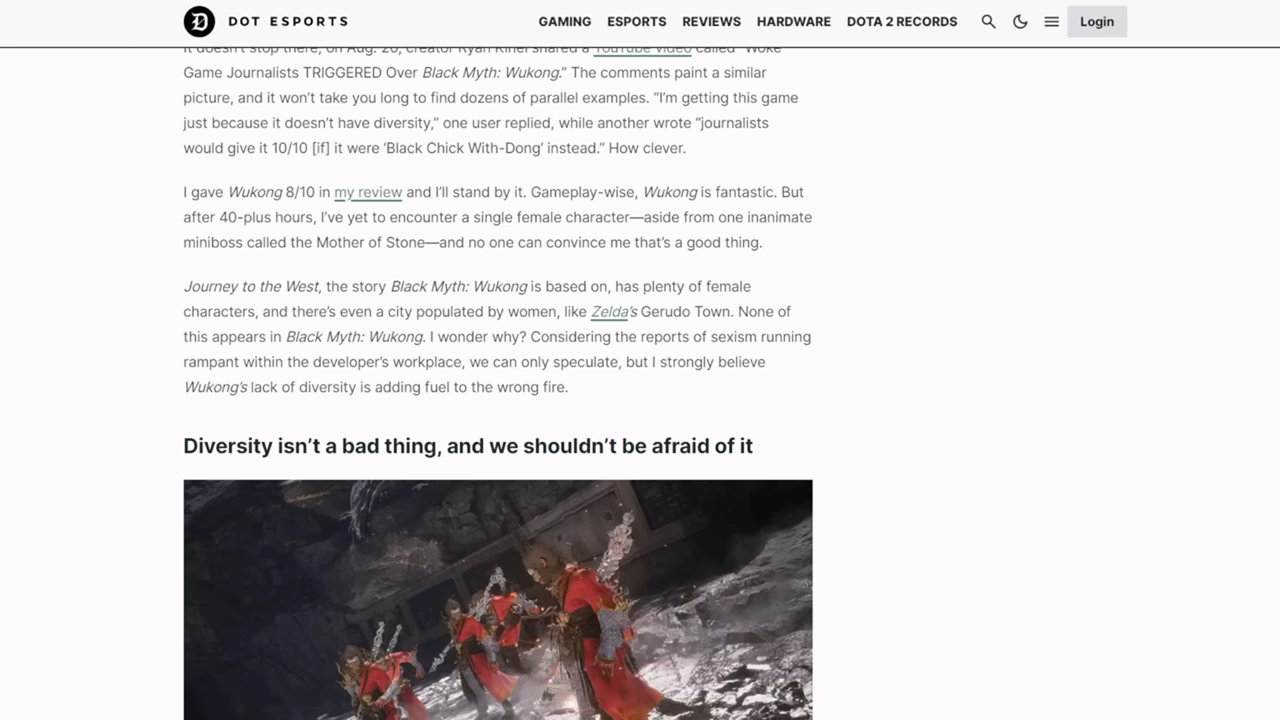 DOT ESPORTS
GAMING ESPORTS REVIEWS HARDWARE DOTA 2 RECORDS Login
It doesn't stop there, on Aug. 20, creator Ryan Kinel shared a YouTube video called “Woke
Game Journalists TRIGGERED Over Black Myth: Wukong.” The comments paint a similar
picture, and it won’t take you long to find dozens of parallel examples. “I’m getting this game
just because it doesn’t have diversity,” one user replied, while another wrote “journalists
would give it 10/10 [if] it were ‘Black Chick With-Dong’ instead.” How clever.
I gave Wukong 8/10 in my review and I’ll stand by it. Gameplay-wise, Wukong is fantastic. But
after 40-plus hours, I’ve yet to encounter a single female character—aside from one inanimate
miniboss called the Mother of Stone—and no one can convince me that’s a good thing.
Journey to the West, the story Black Myth: Wukong is based on, has plenty of female
characters, and there’s even a city populated by women, like Zelda’s Gerudo Town. None of
this appears in Black Myth: Wukong. I wonder why? Considering the reports of sexism running
rampant within the developer’s workplace, we can only speculate, but I strongly believe
Wukong’s lack of diversity is adding fuel to the wrong fire.
Diversity isn’t a bad thing, and we shouldn’t be afraid of it